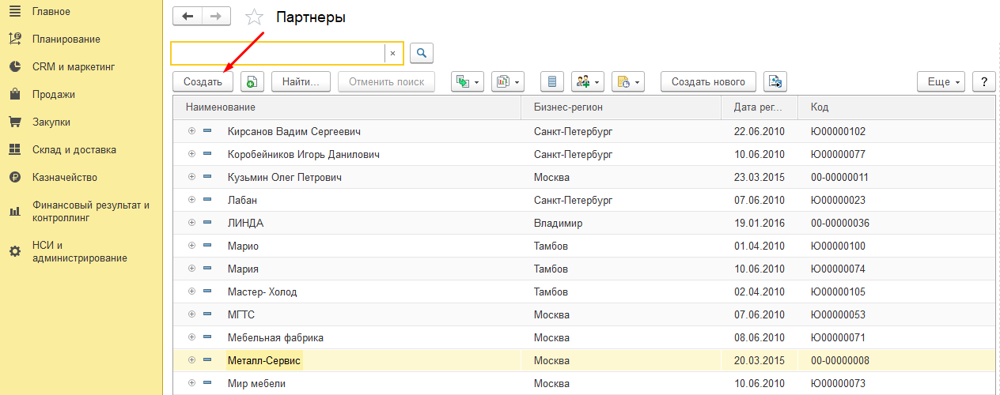 Главное
Планирование
CRM и маркетинг
Продажи
Закупки
Склад и доставка
Казначейство
Финансовый результат и
контроллинг
НСИ и
администрирование
Партнеры
×
Создать Найти... Отменить поиск Создать нового Еще ?
Наименование Бизнес-регион Дата рег... Код
Кирсанов Вадим Сергеевич Санкт-Петербург 22.06.2010 Ю00000102
Коробейников Игорь Данилович Санкт-Петербург 10.06.2010 Ю00000077
Кузьмин Олег Петрович Москва 23.03.2015 00-00000011
Лабан Санкт-Петербург 07.06.2010 Ю00000023
ЛИНДА Владимир 19.01.2016 00-00000036
Марио Тамбов 01.04.2010 Ю00000100
Мария Тамбов 10.06.2010 Ю00000074
Мастер- Холод Тамбов 02.04.2010 Ю00000105
МГТС Москва 07.06.2010 Ю00000053
Мебельная фабрика Москва 08.06.2010 Ю00000071
Металл-Сервис Москва 20.03.2015 00-00000008
Мир мебели Москва 10.06.2010 Ю00000073